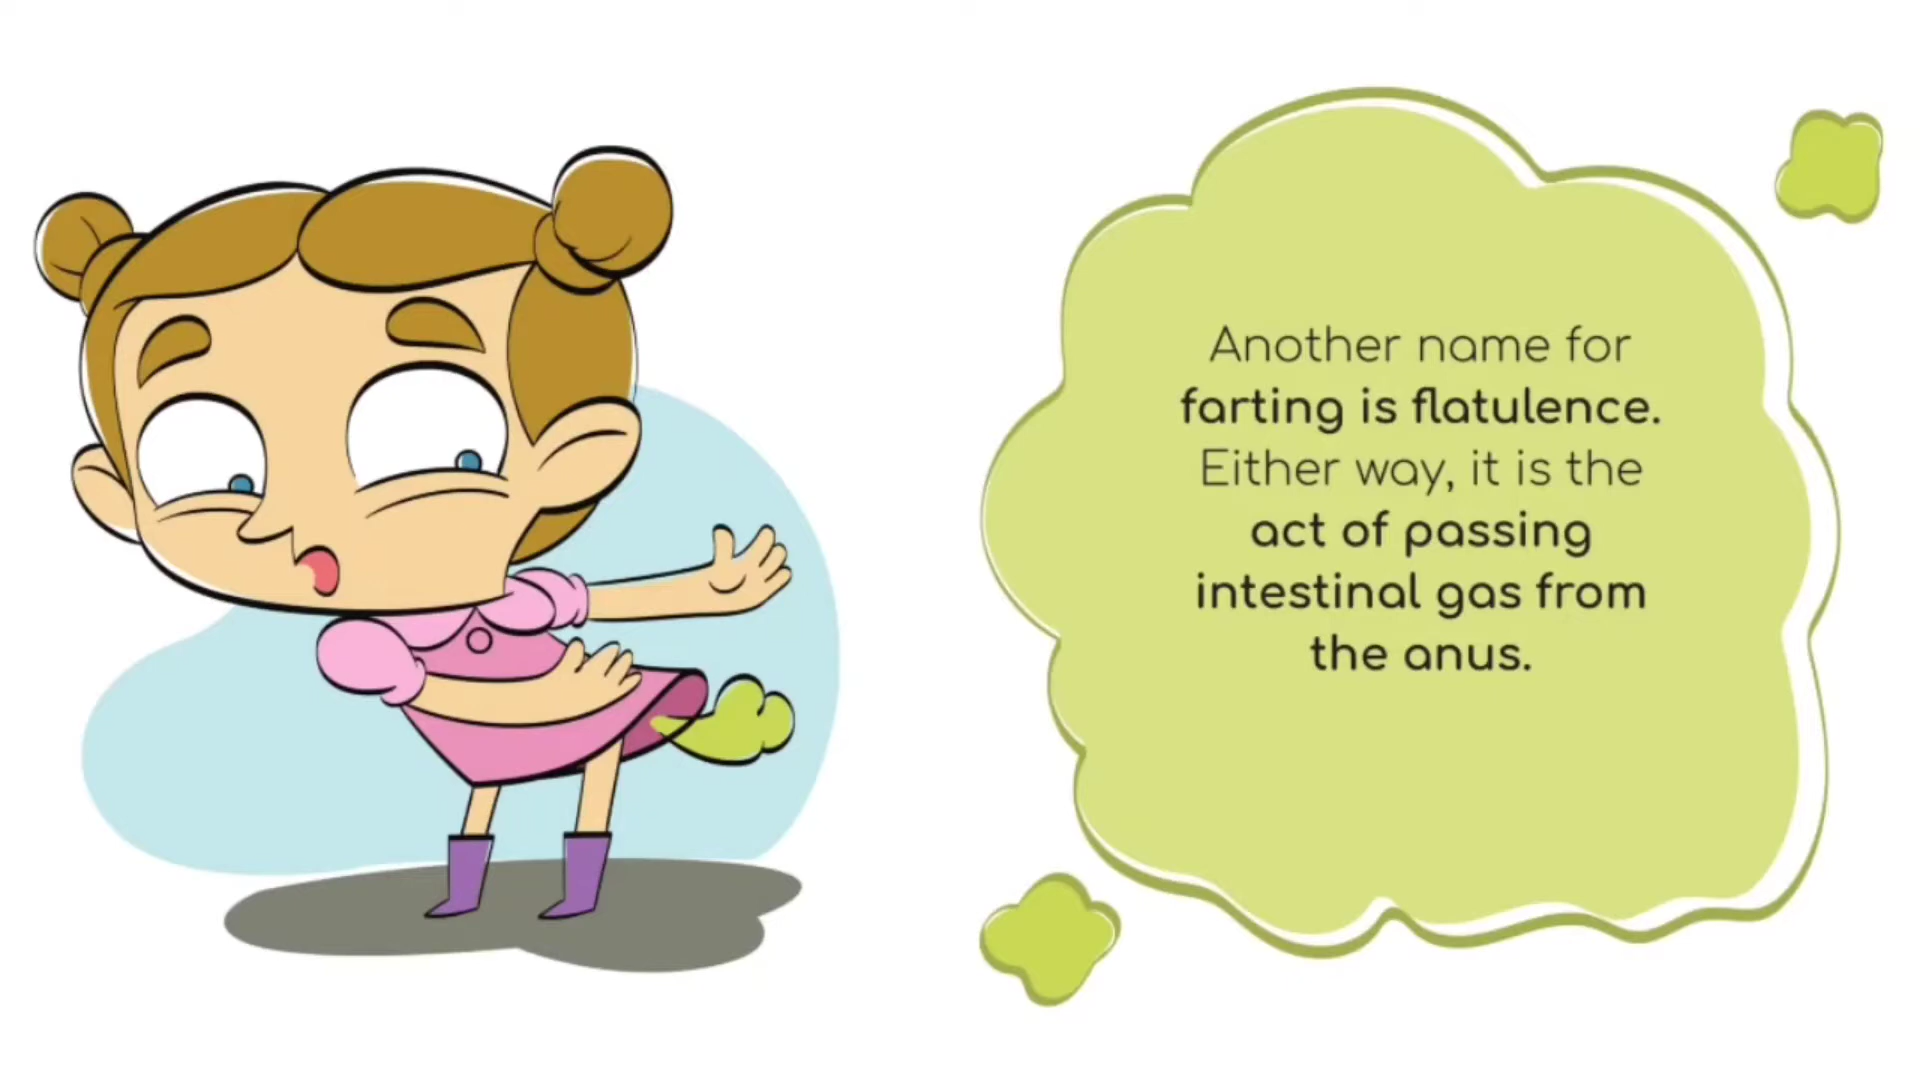 Another name for
farting is flatulence.
Either way, it is the
act of passing
intestinal gas from
the anus.